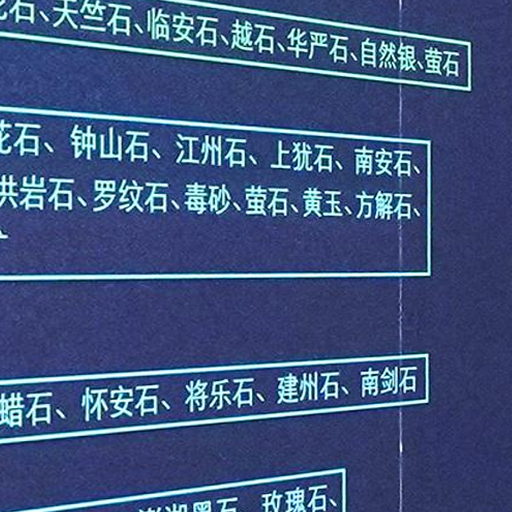 石、天竺石、临安石、越石、华严石、自然银、萤石
花石、钟山石、江州石、上犹石、南安石、
洪岩石、罗纹石、毒砂、萤石、黄玉、方解石、
蜡石、怀安石、将乐石、建州石、南剑石
黑石、玫瑰石、